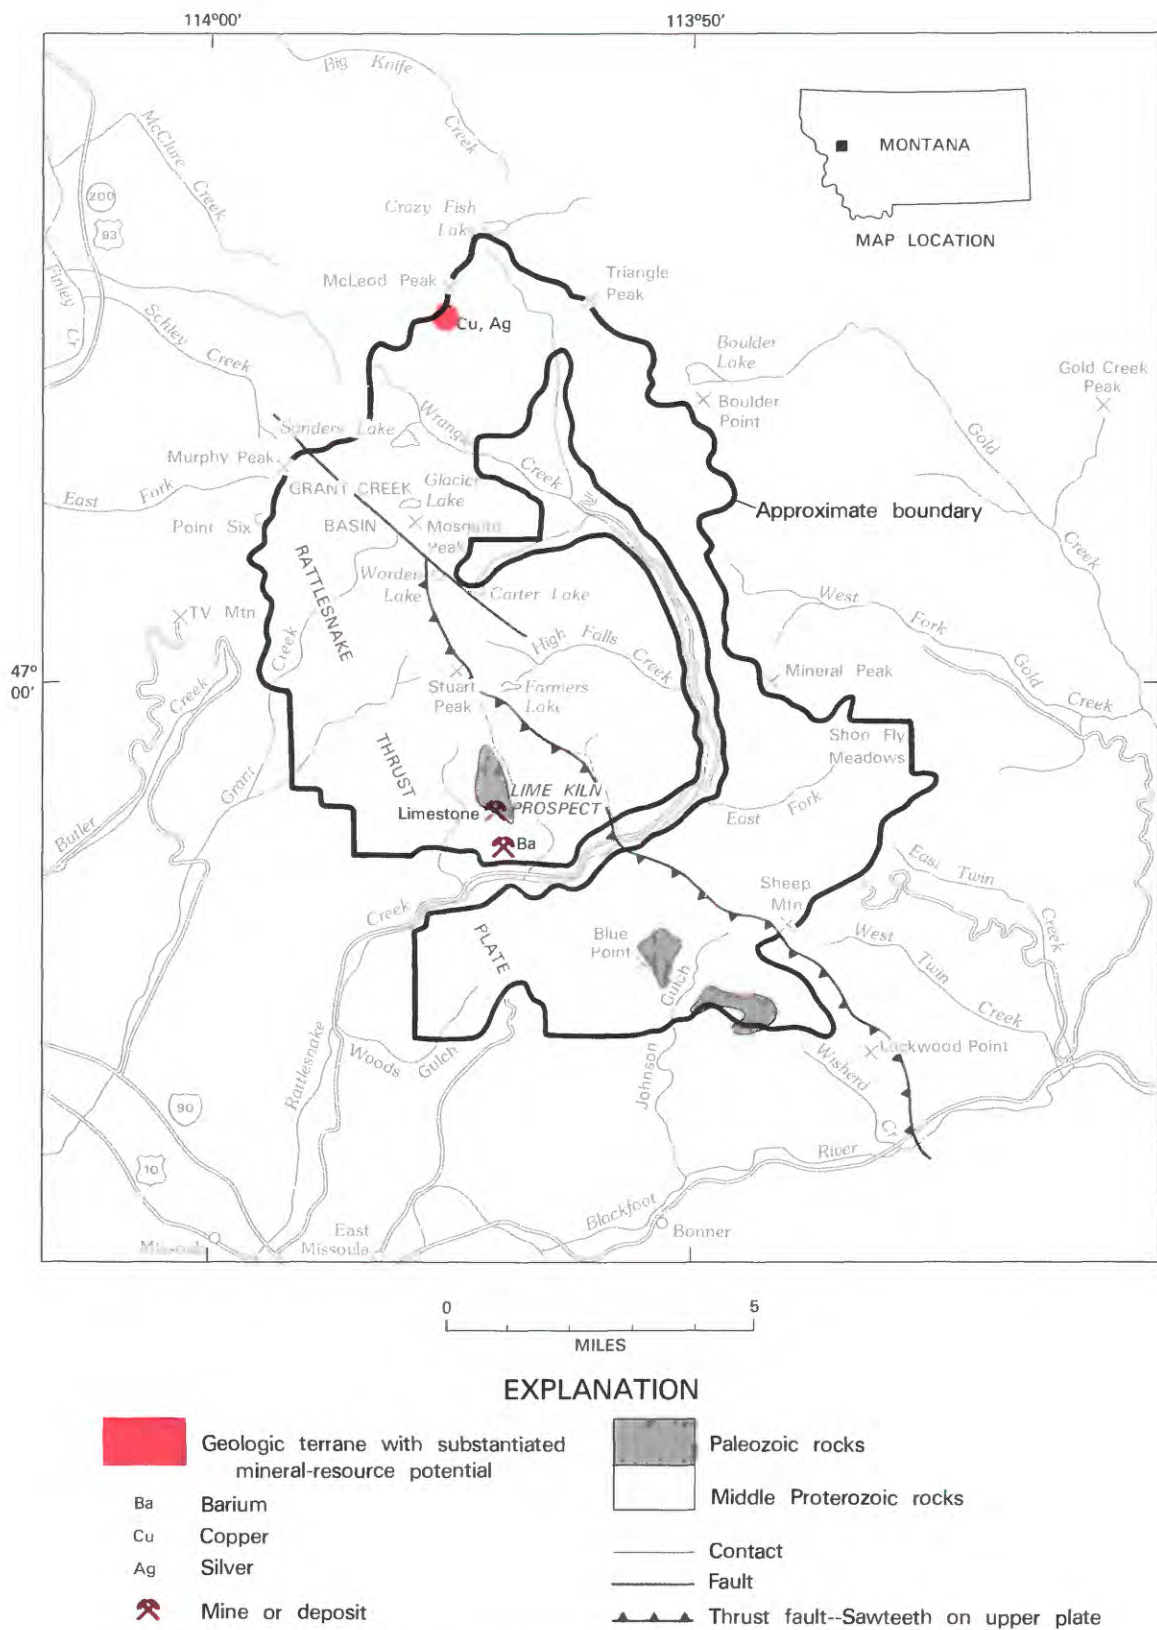 114°00'
113°50'
Big Knife
Creek
McClure Creek
200
93
MONTANA
MAP LOCATION
Crazy Fish
Lake
McLeod Peak
Triangle
Peak
Cu, Ag
Finley Cr
Schley Creek
Boulder
Lake
Boulder
Point
Gold Creek
Peak
Gold
Creek
Sanders Lake
Wrangle
Creek
Murphy Peak
East Fork
GRANT CREEK
BASIN
Glacier
Lake
Point Six
Mosquito
Peak
Approximate boundary
RATTLESNAKE
Worden
Lake
Carter Lake
West Fork
Gold Creek
TV Mtn
Creek
High Falls
Creek
47°
00'
Mineral Peak
Stuart
Peak
Farmers
Lake
Shoo Fly
Meadows
THRUST
LIME KILN
PROSPECT
Limestone
Ba
East Fork
Butler Creek
Grant
East Twin
Creek
Sheep
Mtn
Creek
PLATE
Blue
Point
Gulch
West
Twin
Creek
Rattlesnake
Woods Gulch
Johnson
Wisherd
Cr
Lockwood Point
90
10
River
Blackfoot
Missoula
East
Missoula
Bonner
0
5
MILES
EXPLANATION
Geologic terrane with substantiated
mineral-resource potential
Ba Barium
Cu Copper
Ag Silver
Mine or deposit
Paleozoic rocks
Middle Proterozoic rocks
Contact
Fault
Thrust fault--Sawteeth on upper plate